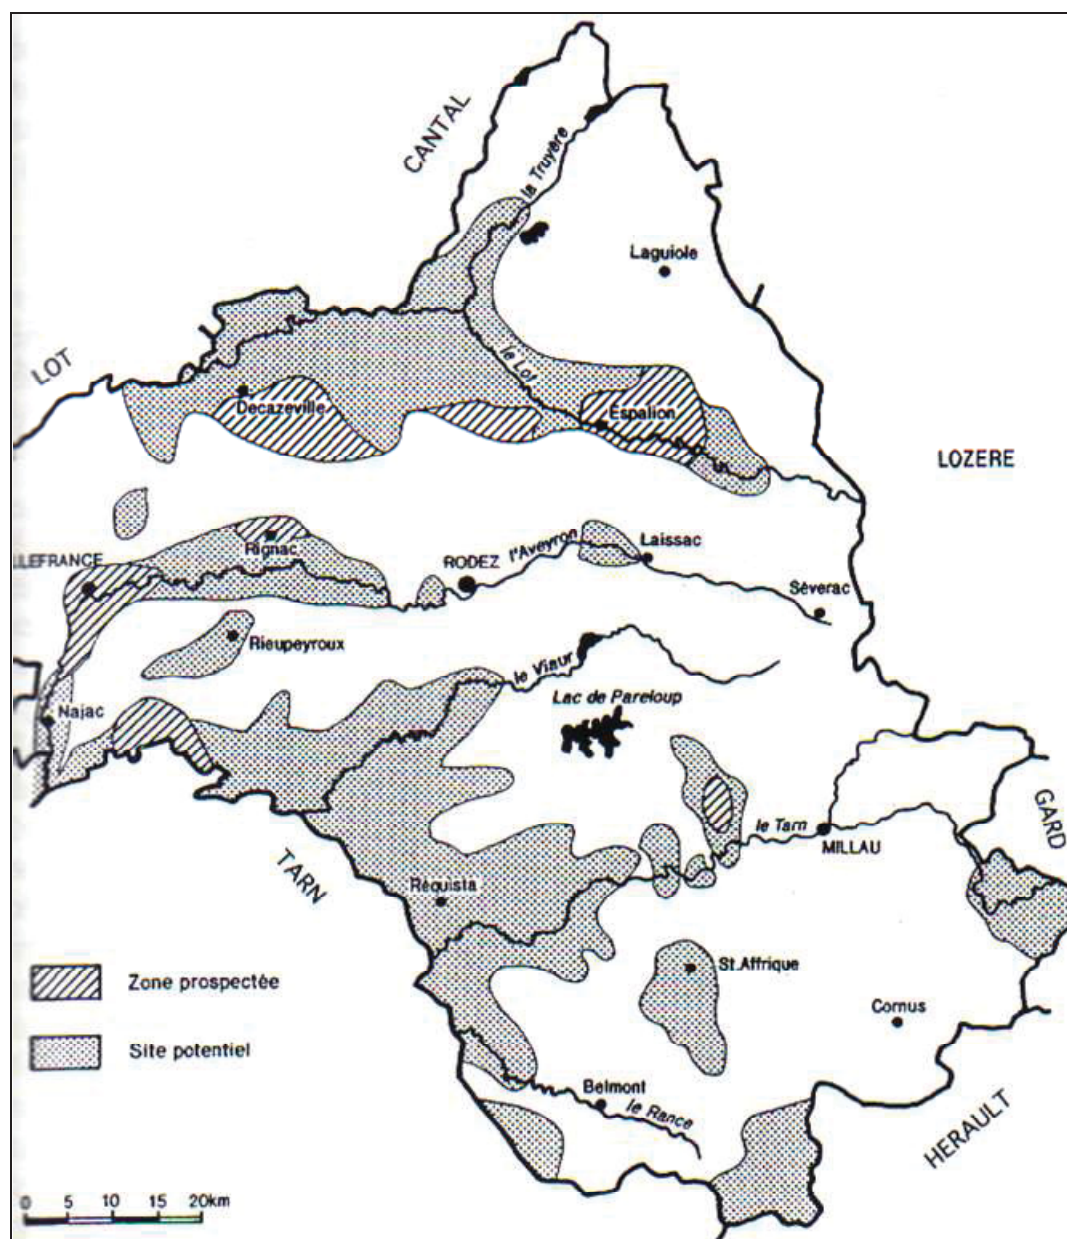 CANTAL
la Truyère
Laguiole
LOT
le Lot
Decazeville
Espalion
LOZERE
Rignac
LLEFRANCE
RODEZ
l'Aveyron
Laissac
Séverac
Rieupeyroux
le Viaur
Najac
Lac de Pareloup
GARD
le Tarn
MILLAU
TARN
Réquista
St.Affrique
Zone prospectée
Cornus
Site potentiel
Belmont
le Rance
HERAULT
0 5 10 15 20km